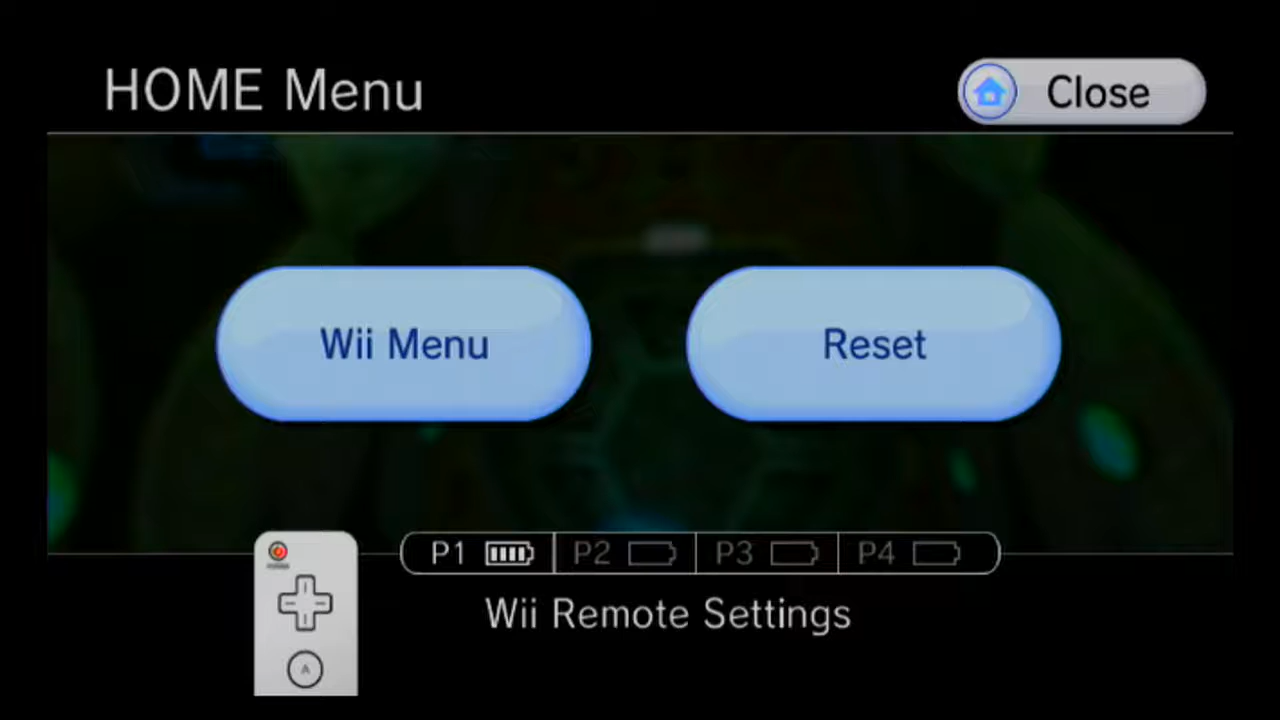 HOME Menu
Close
Wii Menu
Reset
P1 P2 P3 P4
Wii Remote Settings
A